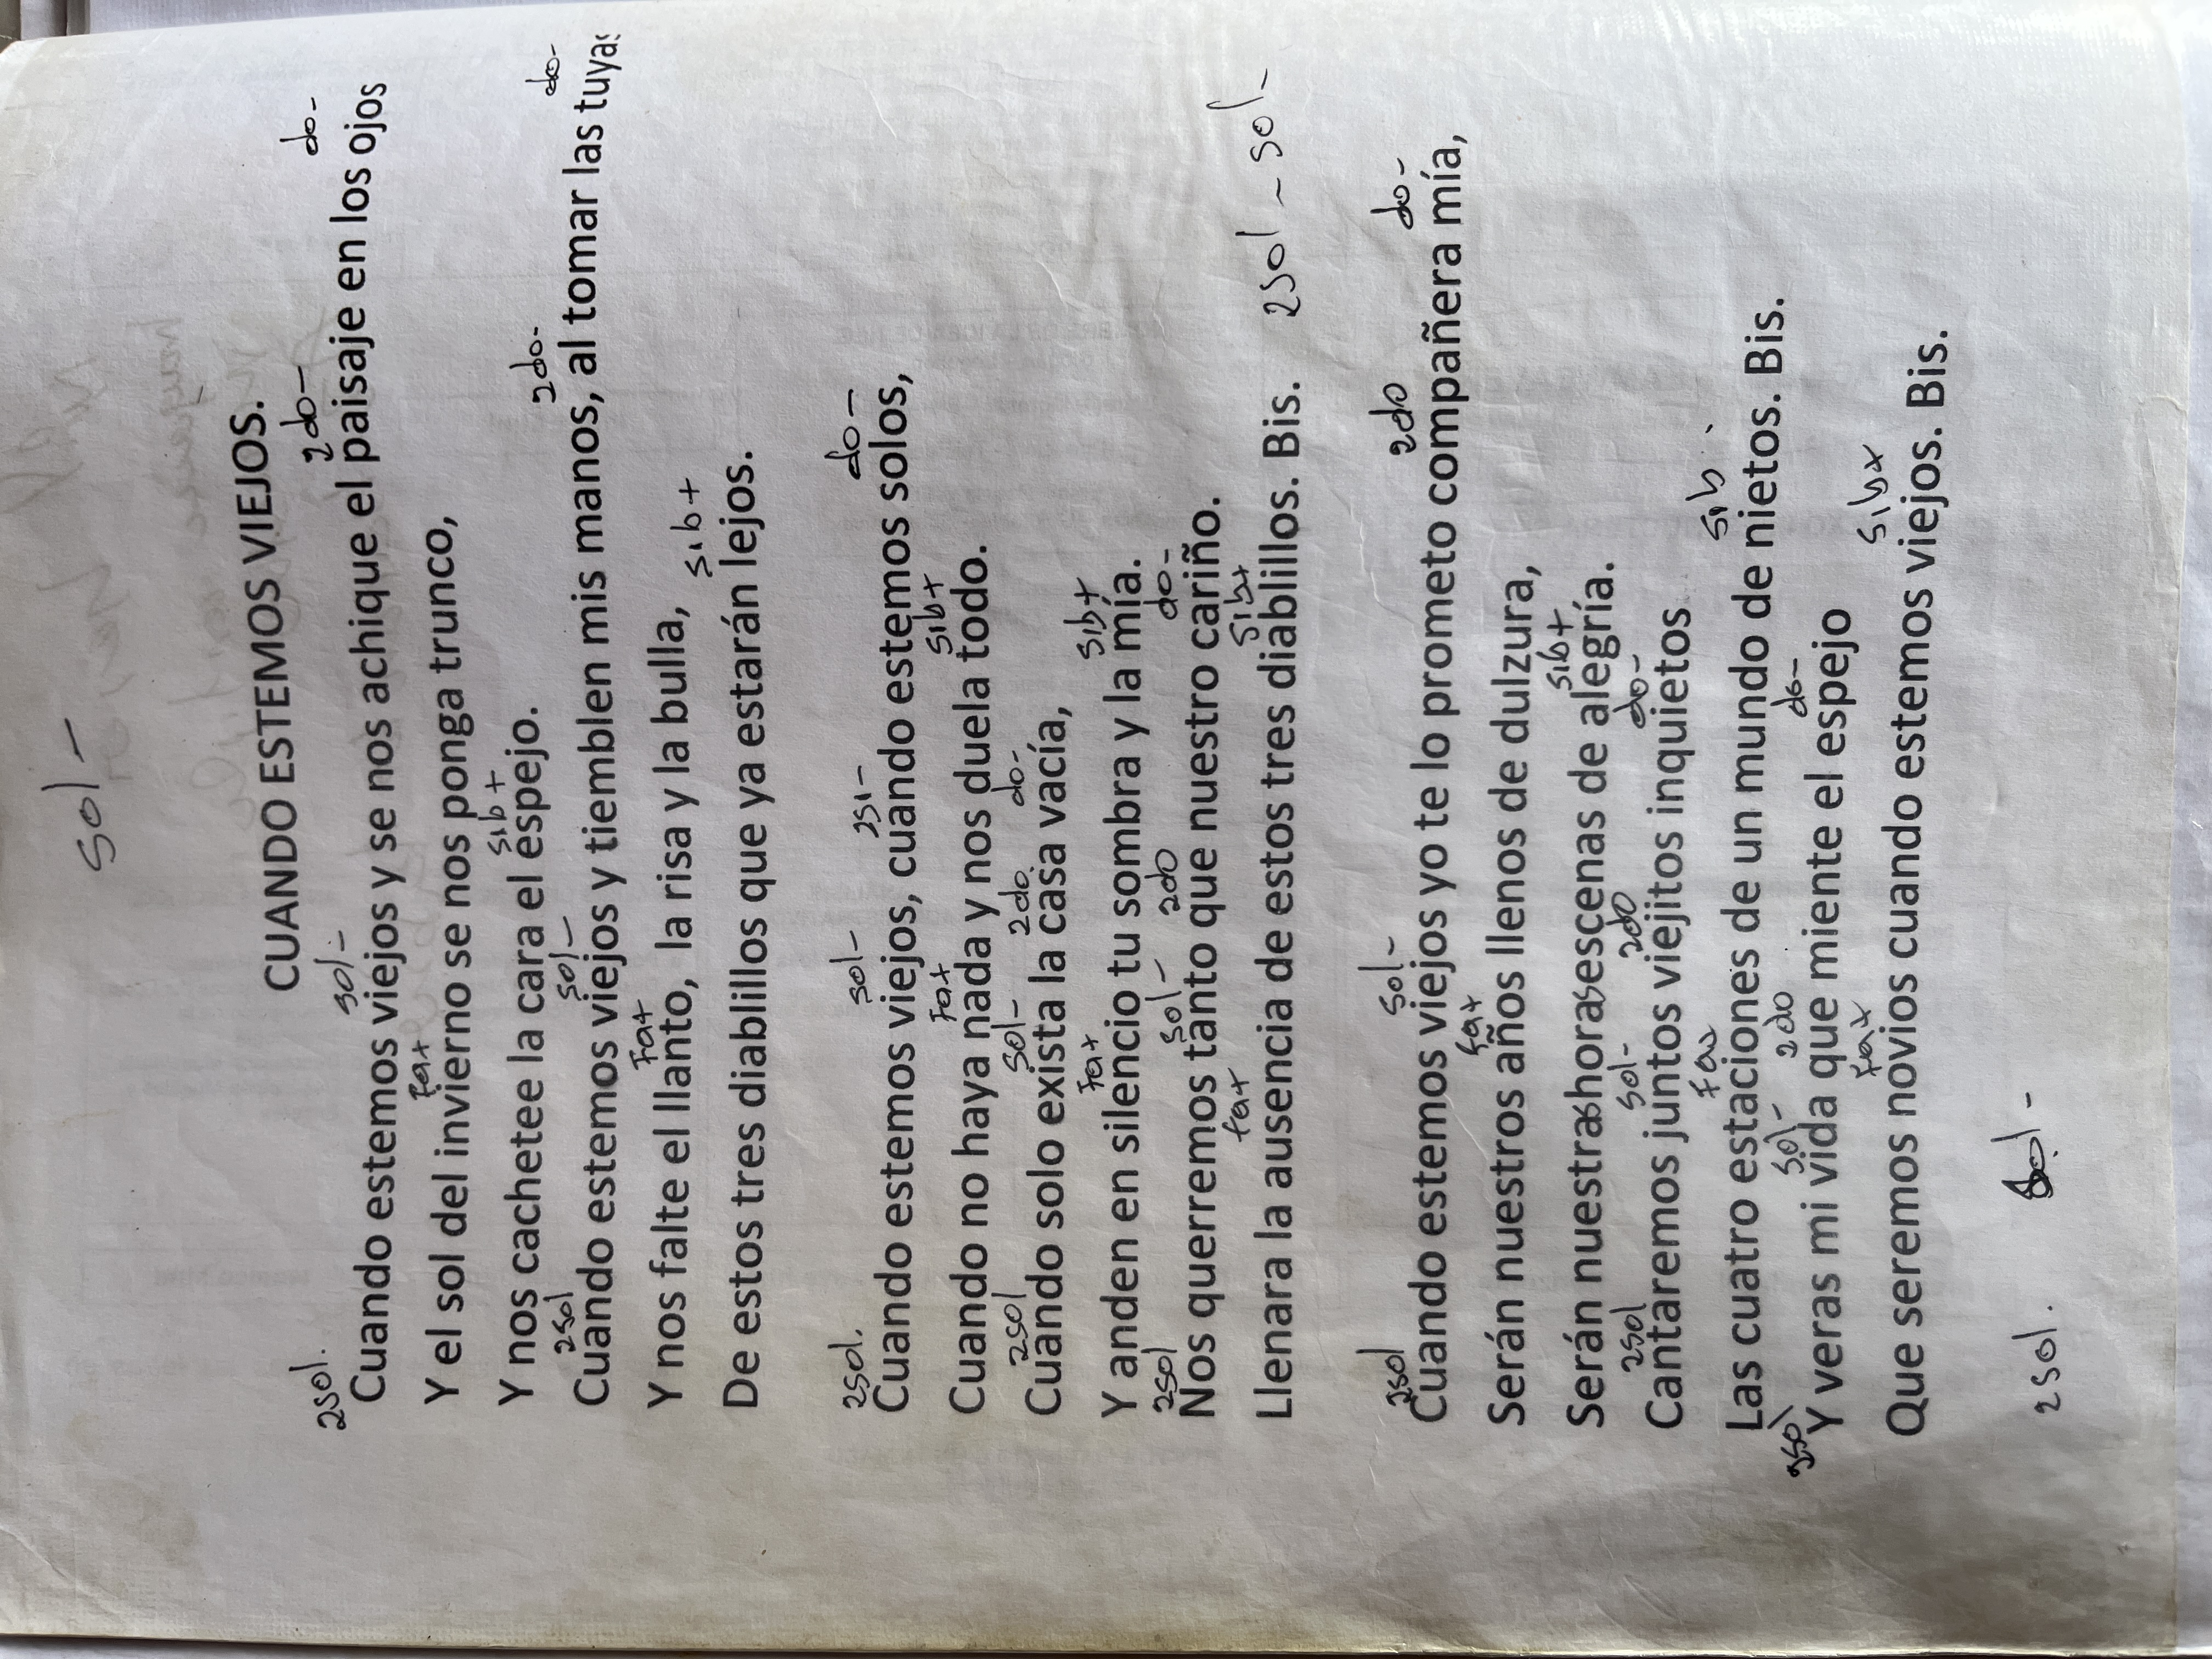 sol-
CUANDO ESTEMOS VIEJOS.
2sol. sol- 2do- do-
Cuando estemos viejos y se nos achique el paisaje en los ojos
Fa+
Y el sol del invierno se nos ponga trunco,
sib+
Y nos cachetee la cara el espejo.
2sol sol- 2do- do-
Cuando estemos viejos y tiemblen mis manos, al tomar las tuyas
Fa+
Y nos falte el llanto, la risa y la bulla,
sib+
De estos tres diablillos que ya estarán lejos.
2sol. sol- 2si- do-
Cuando estemos viejos, cuando estemos solos,
Fa+ sib+
Cuando no haya nada y nos duela todo.
2sol sol- 2do. do-
Cuando solo exista la casa vacía,
Fa+ sib+
Y anden en silencio tu sombra y la mía.
2sol sol- 2do do-
Nos querremos tanto que nuestro cariño.
fa+ sib+
Llenara la ausencia de estos tres diablillos. Bis. 2sol - sol-
2sol sol- 2do do-
Cuando estemos viejos yo te lo prometo compañera mía,
fa+
Serán nuestros años llenos de dulzura,
sib+
Serán nuestras horas escenas de alegría.
2sol sol- 2do do-
Cantaremos juntos viejitos inquietos
sib
Las cuatro estaciones de un mundo de nietos. Bis.
2sol sol- 2do do-
Y veras mi vida que miente el espejo
Fa+ sib+
Que seremos novios cuando estemos viejos. Bis.
2sol. sol-